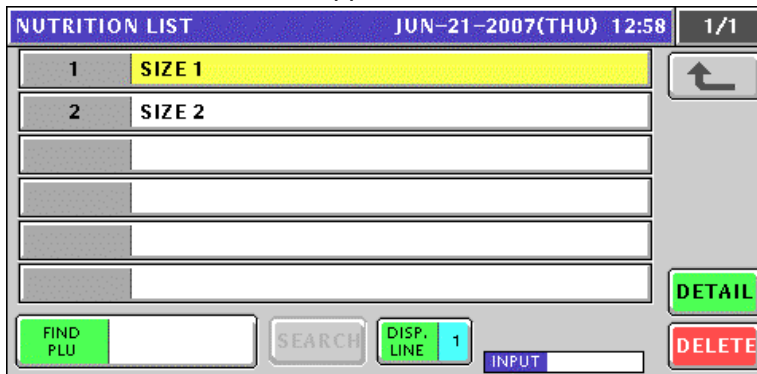 NUTRITION LIST JUN-21-2007(THU) 12:58 1/1
1 SIZE 1
2 SIZE 2
DETAIL
FIND PLU SEARCH DISP. LINE 1 INPUT DELETE